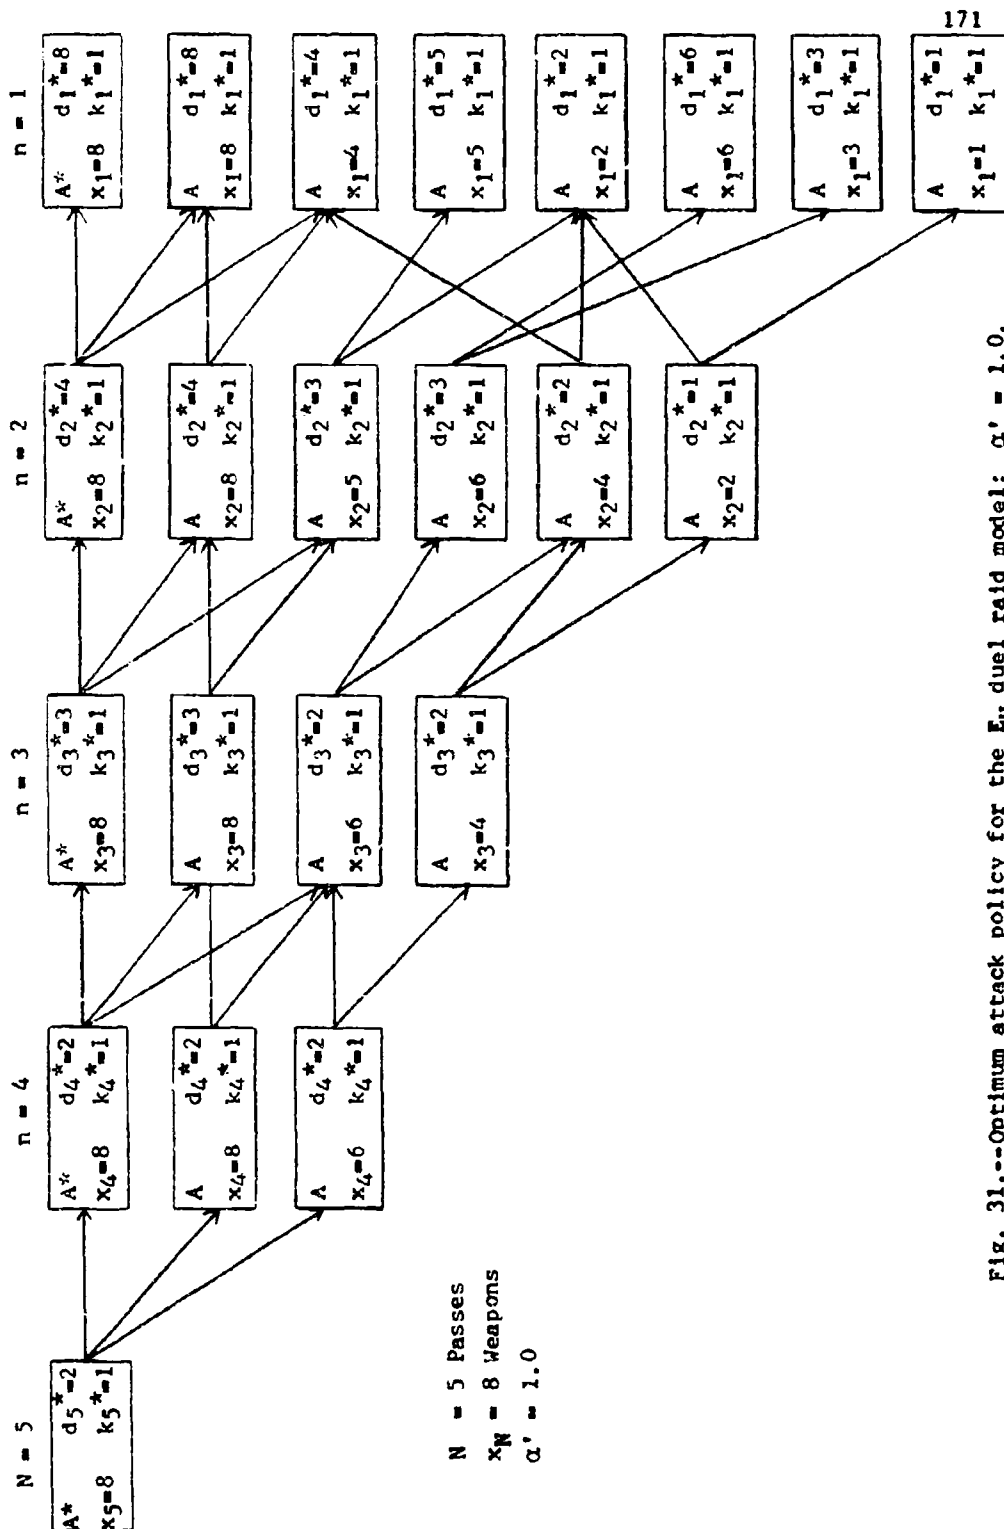 171
N = 5
n = 4
n = 3
n = 2
n = 1
A* d5*=2
x5=8 k5*=1
A* d4*=2
x4=8 k4*=1
A d4*=2
x4=8 k4*=1
A d4*=2
x4=6 k4*=1
A* d3*=3
x3=8 k3*=1
A d3*=3
x3=8 k3*=1
A d3*=2
x3=6 k3*=1
A d3*=2
x3=4 k3*=1
A* d2*=4
x2=8 k2*=1
A d2*=4
x2=8 k2*=1
A d2*=3
x2=5 k2*=1
A d2*=3
x2=6 k2*=1
A d2*=2
x2=4 k2*=1
A d2*=1
x2=2 k2*=1
A* d1*=8
x1=8 k1*=1
A d1*=8
x1=8 k1*=1
A d1*=4
x1=4 k1*=1
A d1*=5
x1=5 k1*=1
A d1*=2
x1=2 k1*=1
A d1*=6
x1=6 k1*=1
A d1*=3
x1=3 k1*=1
A d1*=1
x1=1 k1*=1
N = 5 Passes
xN = 8 Weapons
α' = 1.0
Fig. 31.--Optimum attack policy for the duel raid model: α' = 1.0.